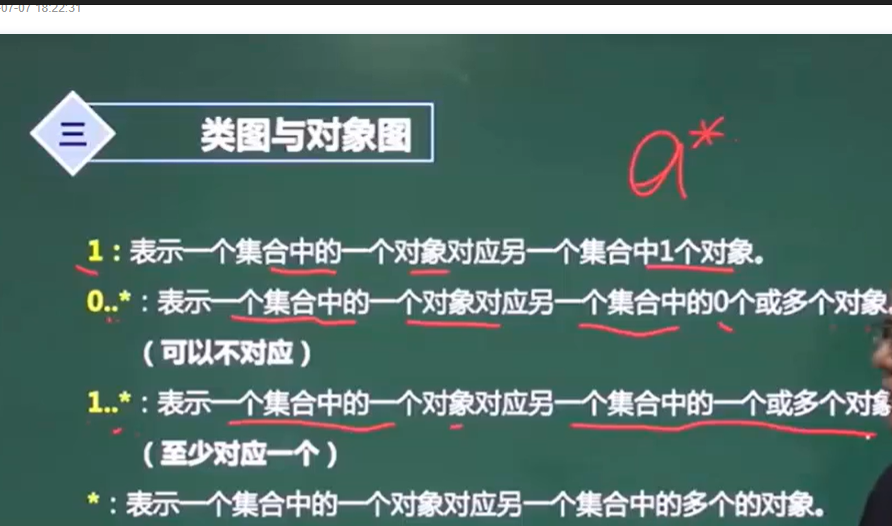 -07-07 18:22:31
三 类图与对象图
a*
1：表示一个集合中的一个对象对应另一个集合中1个对象。
0..*：表示一个集合中的一个对象对应另一个集合中的0个或多个对象
（可以不对应）
1..*：表示一个集合中的一个对象对应另一个集合中的一个或多个对象
（至少对应一个）
*：表示一个集合中的一个对象对应另一个集合中的多个的对象。